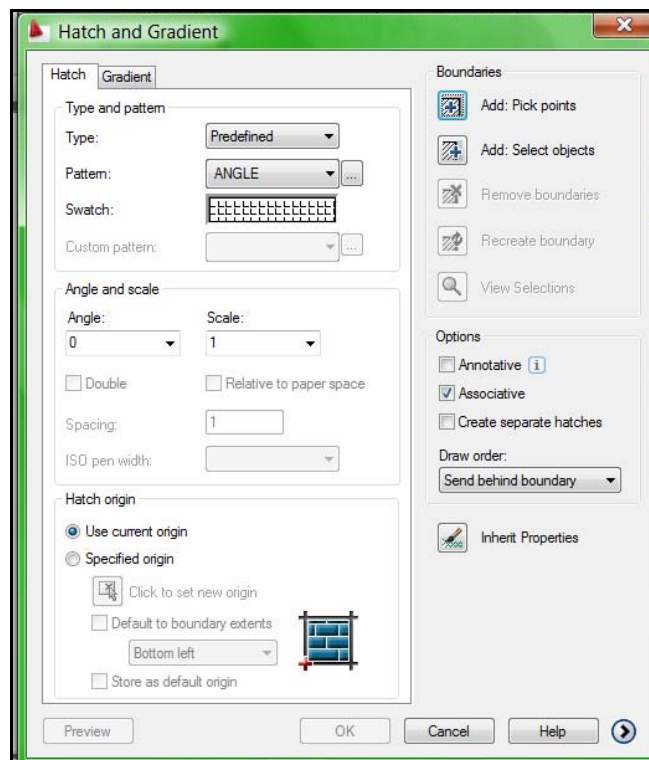 Hatch and Gradient
Hatch
Gradient
Type and pattern
Type:
Predefined
Pattern:
ANGLE
...
Swatch:
Custom pattern:
...
Angle and scale
Angle:
Scale:
0
1
Double
Relative to paper space
Spacing:
1
ISO pen width:
Hatch origin
Use current origin
Specified origin
Click to set new origin
Default to boundary extents
Bottom left
Store as default origin
Boundaries
Add: Pick points
Add: Select objects
Remove boundaries
Recreate boundary
View Selections
Options
Annotative
i
Associative
Create separate hatches
Draw order:
Send behind boundary
Inherit Properties
Preview
OK
Cancel
Help